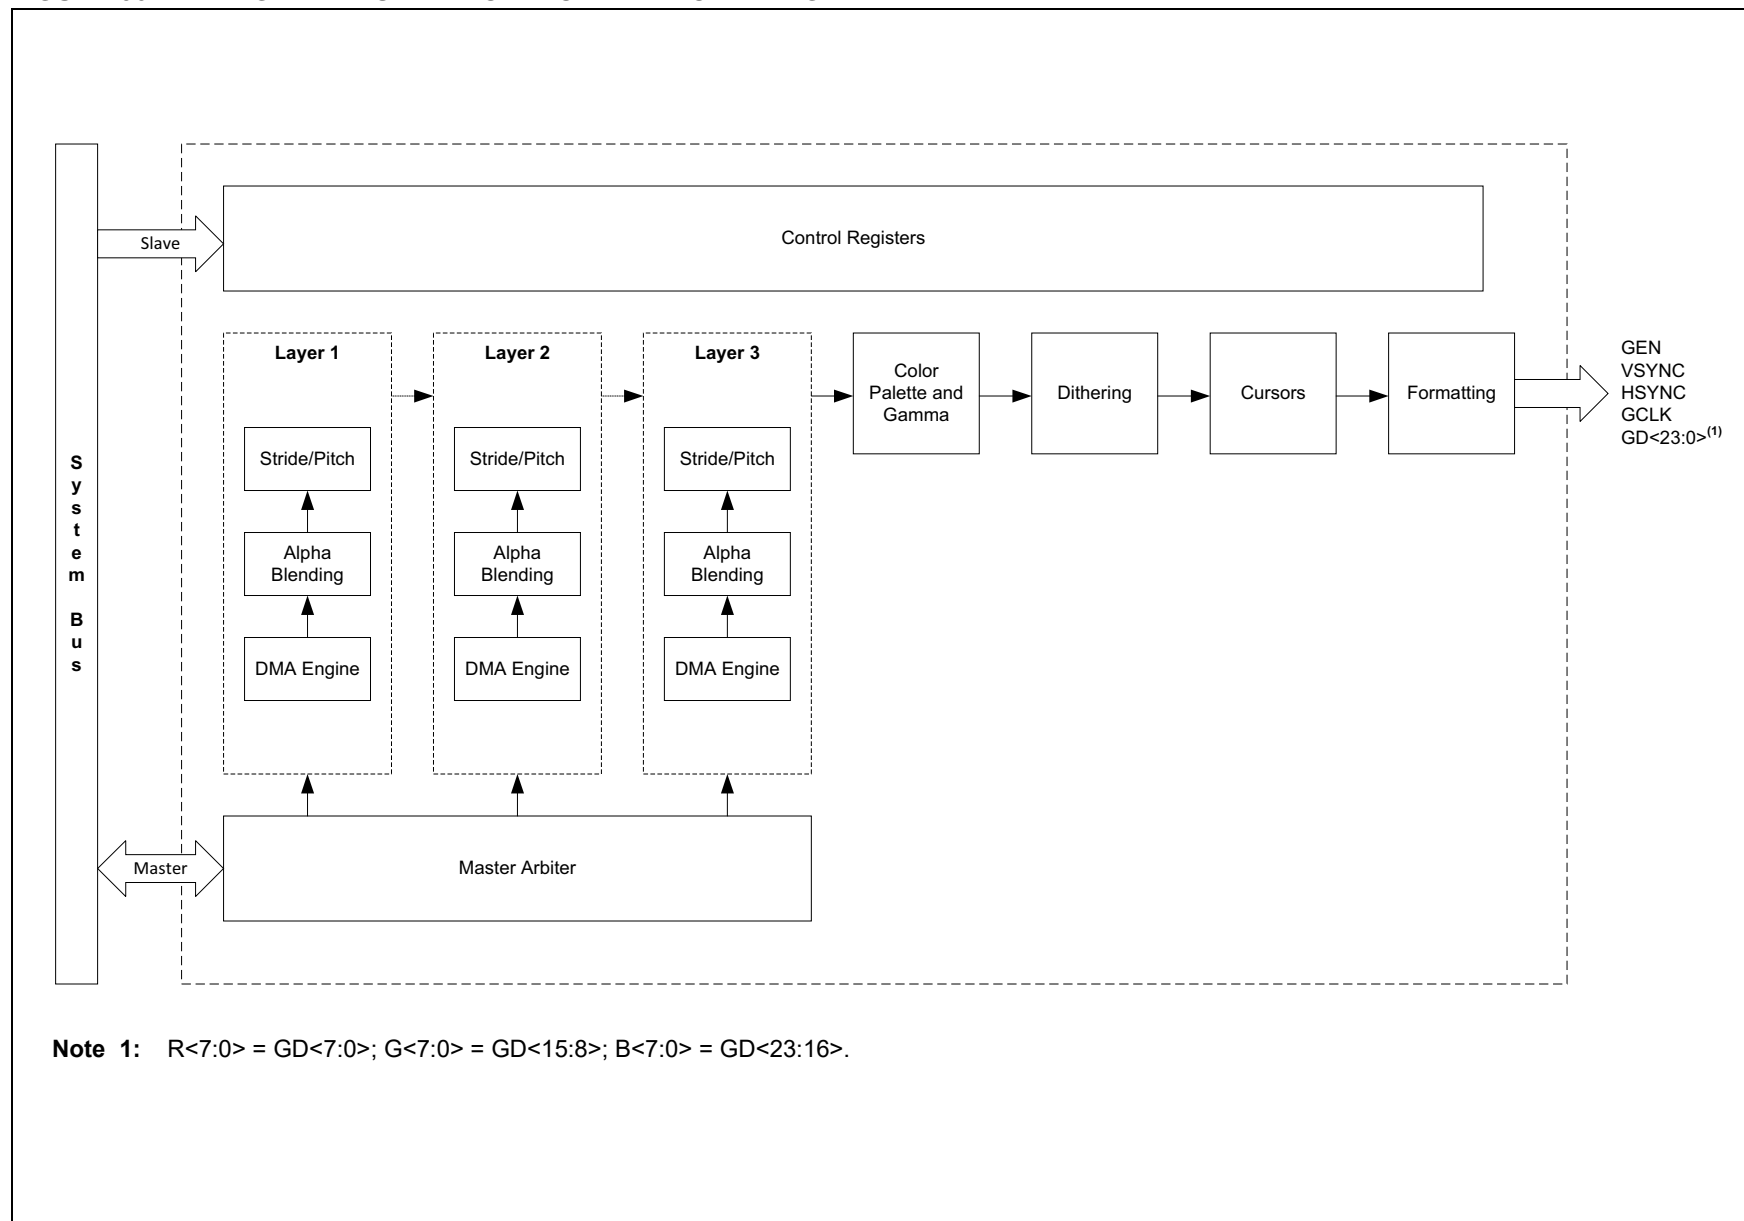 Control Registers
Slave
Layer 1
Layer 2
Layer 3
Stride/Pitch
Stride/Pitch
Stride/Pitch
Alpha
Blending
Alpha
Blending
Alpha
Blending
DMA Engine
DMA Engine
DMA Engine
Color
Palette and
Gamma
Dithering
Cursors
Formatting
GEN
VSYNC
HSYNC
GCLK
GD<23:0>(1)
System Bus
Master
Master Arbiter
Note 1: R<7:0> = GD<7:0>; G<7:0> = GD<15:8>; B<7:0> = GD<23:16>.